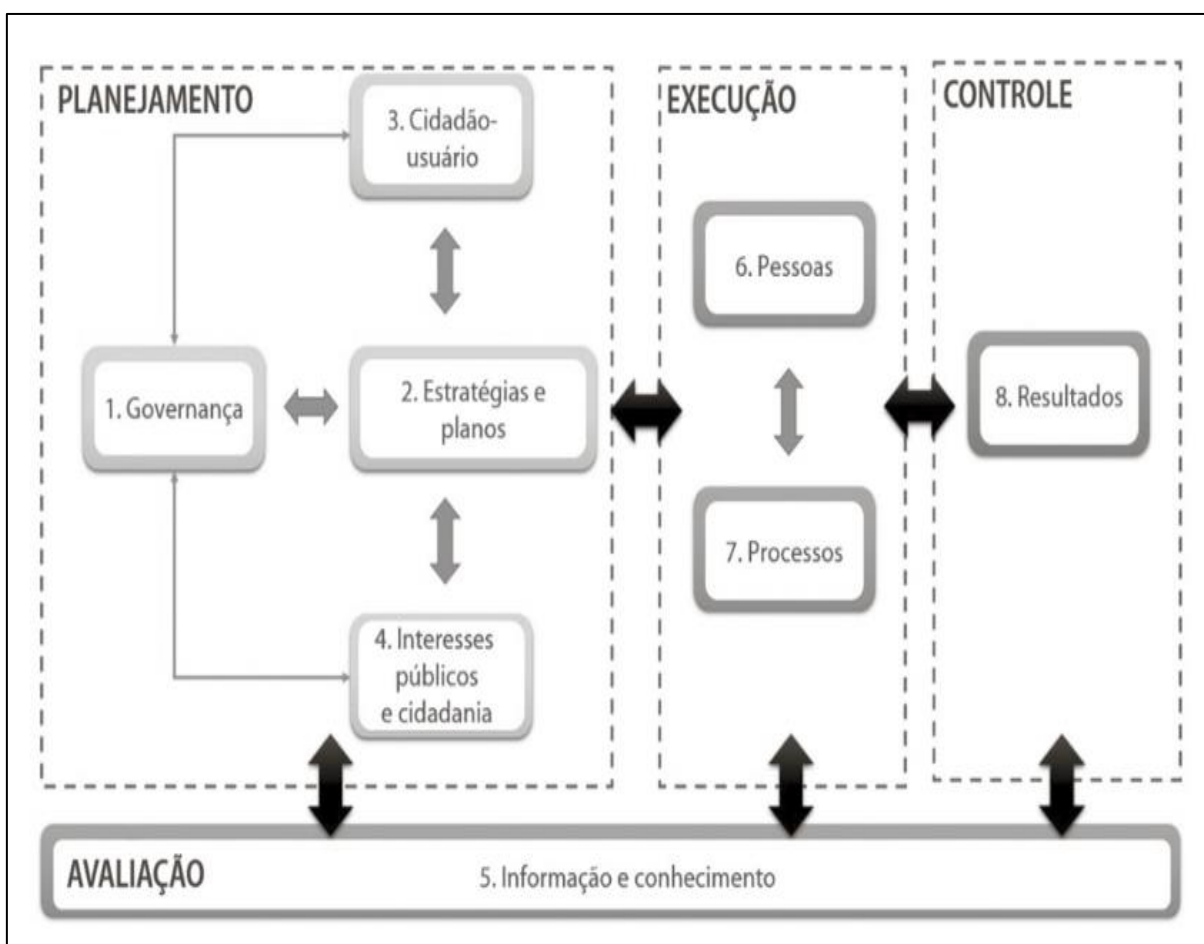 PLANEJAMENTO
3. Cidadão-
usuário
1. Governança
2. Estratégias e
planos
4. Interesses
públicos
e cidadania
EXECUÇÃO
6. Pessoas
7. Processos
CONTROLE
8. Resultados
AVALIAÇÃO
5. Informação e conhecimento